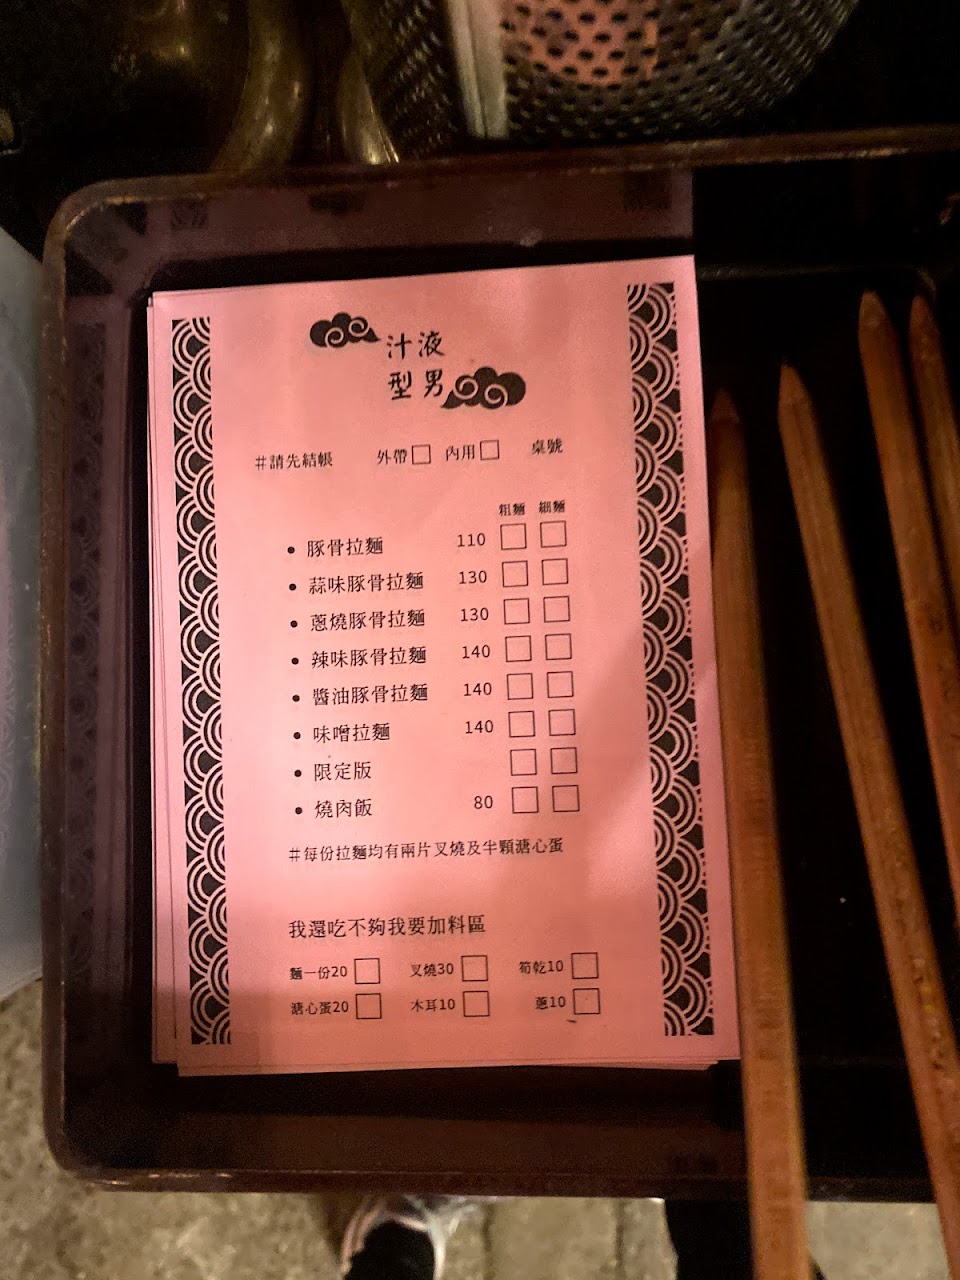 汁液
型男
#請先結帳 外帶□ 內用□ 桌號
粗麵 細麵
• 豚骨拉麵 110 □ □
• 蒜味豚骨拉麵 130 □ □
• 蔥燒豚骨拉麵 130 □ □
• 辣味豚骨拉麵 140 □ □
• 醬油豚骨拉麵 140 □ □
• 味噌拉麵 140 □ □
• 限定版 □ □
• 燒肉飯 80 □ □
#每份拉麵均有兩片叉燒及半顆溏心蛋
我還吃不夠我要加料區
麵一份20□ 叉燒30□ 筍乾10□
溏心蛋20□ 木耳10□ 蔥10□